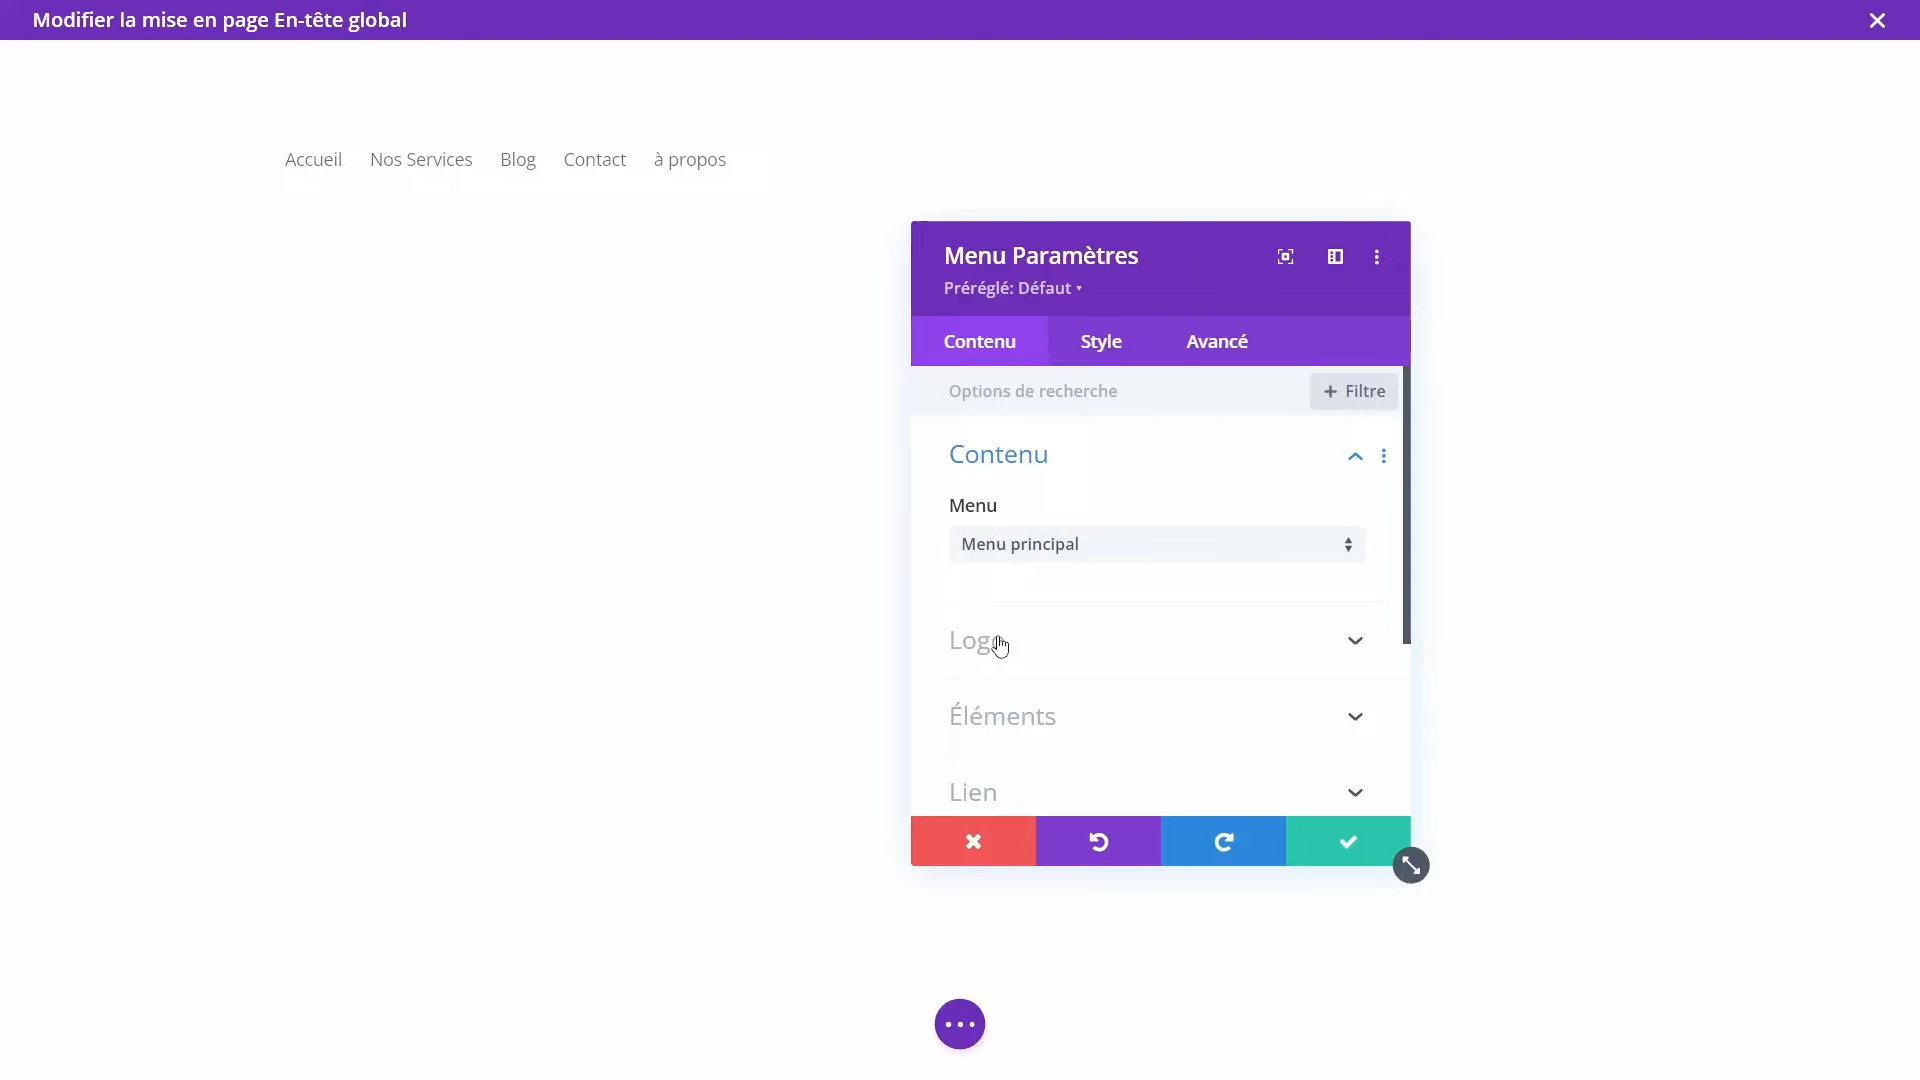 Modifier la mise en page En-tête global
Accueil Nos Services Blog Contact à propos
Menu Paramètres
Préréglé: Défaut
Contenu Style Avancé
Options de recherche + Filtre
Contenu
Menu
Menu principal
Logo
Éléments
Lien